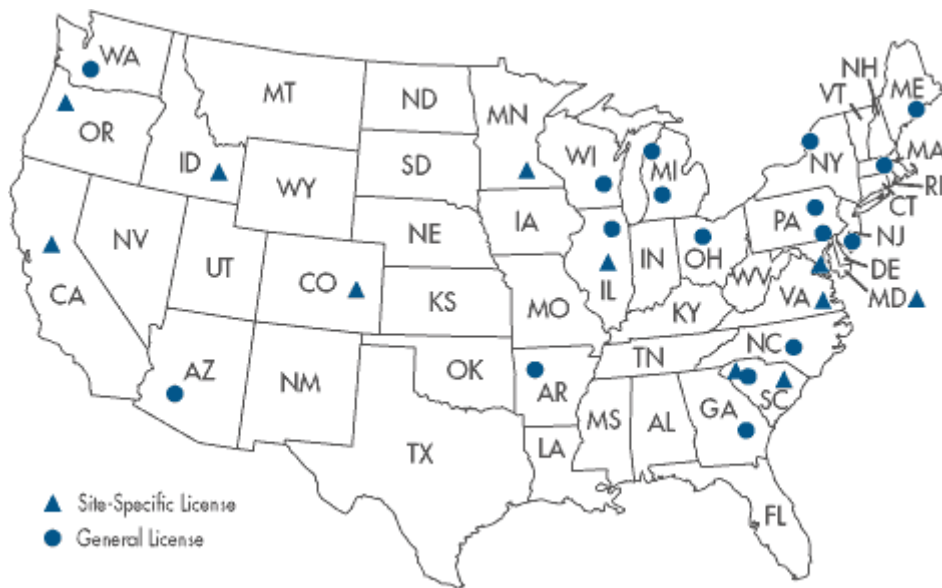 WA
NH
ME
VT
MT
ND
MN
OR
MA
ID
SD
WI
MI
NY
RI
WY
CT
IA
PA
NJ
NE
NV
OH
UT
IN
DE
CO
IL
WV
MD
CA
KS
VA
MO
KY
NC
TN
OK
AZ
NM
AR
SC
MS
AL
GA
LA
TX
FL
Site-Specific License
General License